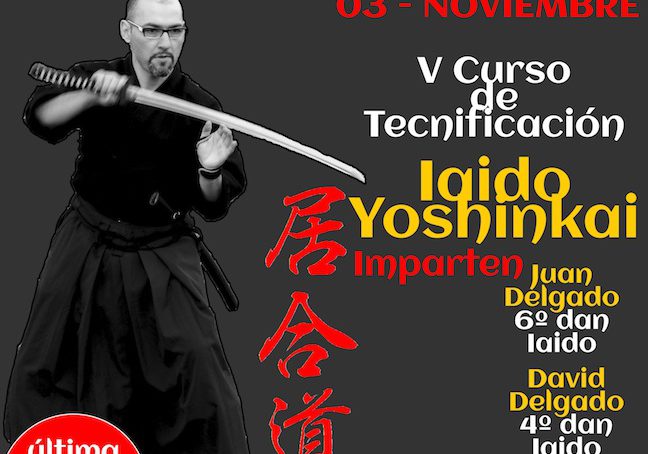 03 - NOVIEMBRE
V Curso
de
Tecnificación
Iaido
Yoshinkai
Imparten
Juan
Delgado
6º dan
Iaido
David
Delgado
4º dan
Iaido
居合道
última